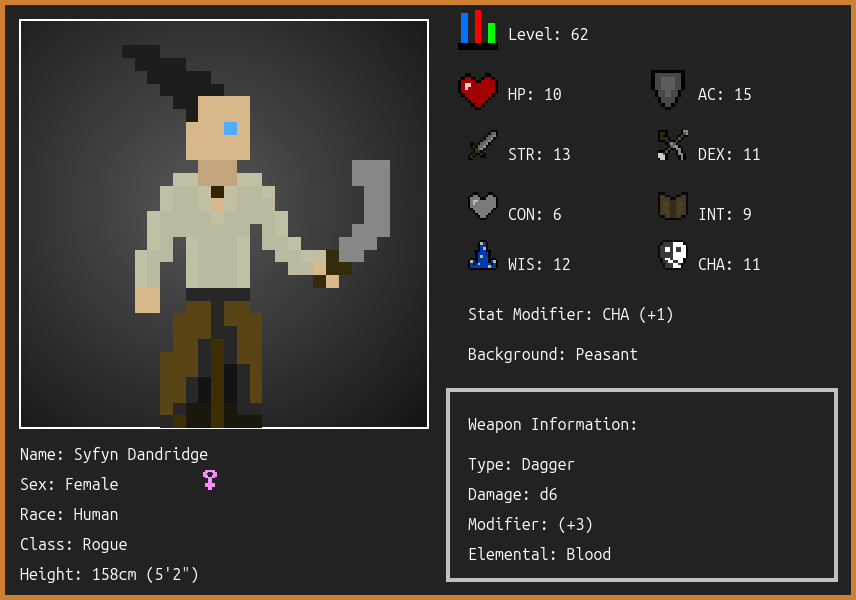 Level: 62
HP: 10
AC: 15
STR: 13
DEX: 11
CON: 6
INT: 9
WIS: 12
CHA: 11
Stat Modifier: CHA (+1)
Background: Peasant
Weapon Information:
Type: Dagger
Damage: d6
Modifier: (+3)
Elemental: Blood
Name: Syfyn Dandridge
Sex: Female
Race: Human
Class: Rogue
Height: 158cm (5'2")